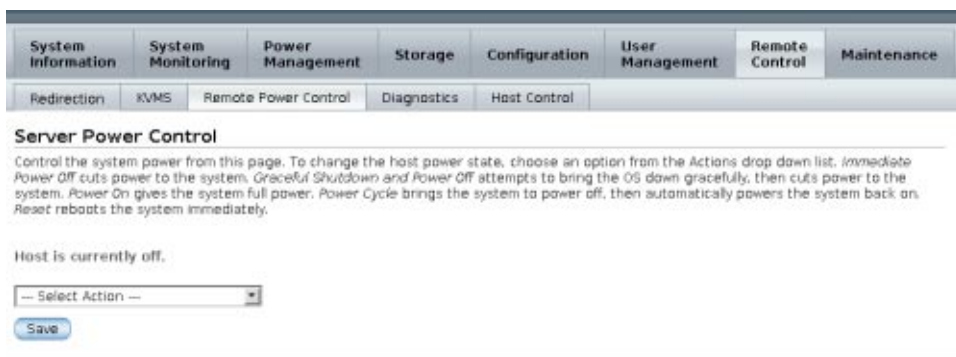 System Information System Monitoring Power Management Storage Configuration User Management Remote Control Maintenance
Redirection KVMS Remote Power Control Diagnostics Host Control
Server Power Control
Control the system power from this page. To change the host power state, choose an option from the Actions drop down list. Immediate
Power Off cuts power to the system. Graceful Shutdown and Power Off attempts to bring the OS down gracefully, then cuts power to the
system. Power On gives the system full power. Power Cycle brings the system to power off, then automatically powers the system back on.
Reset reboots the system immediately.
Host is currently off.
--- Select Action ---
Save